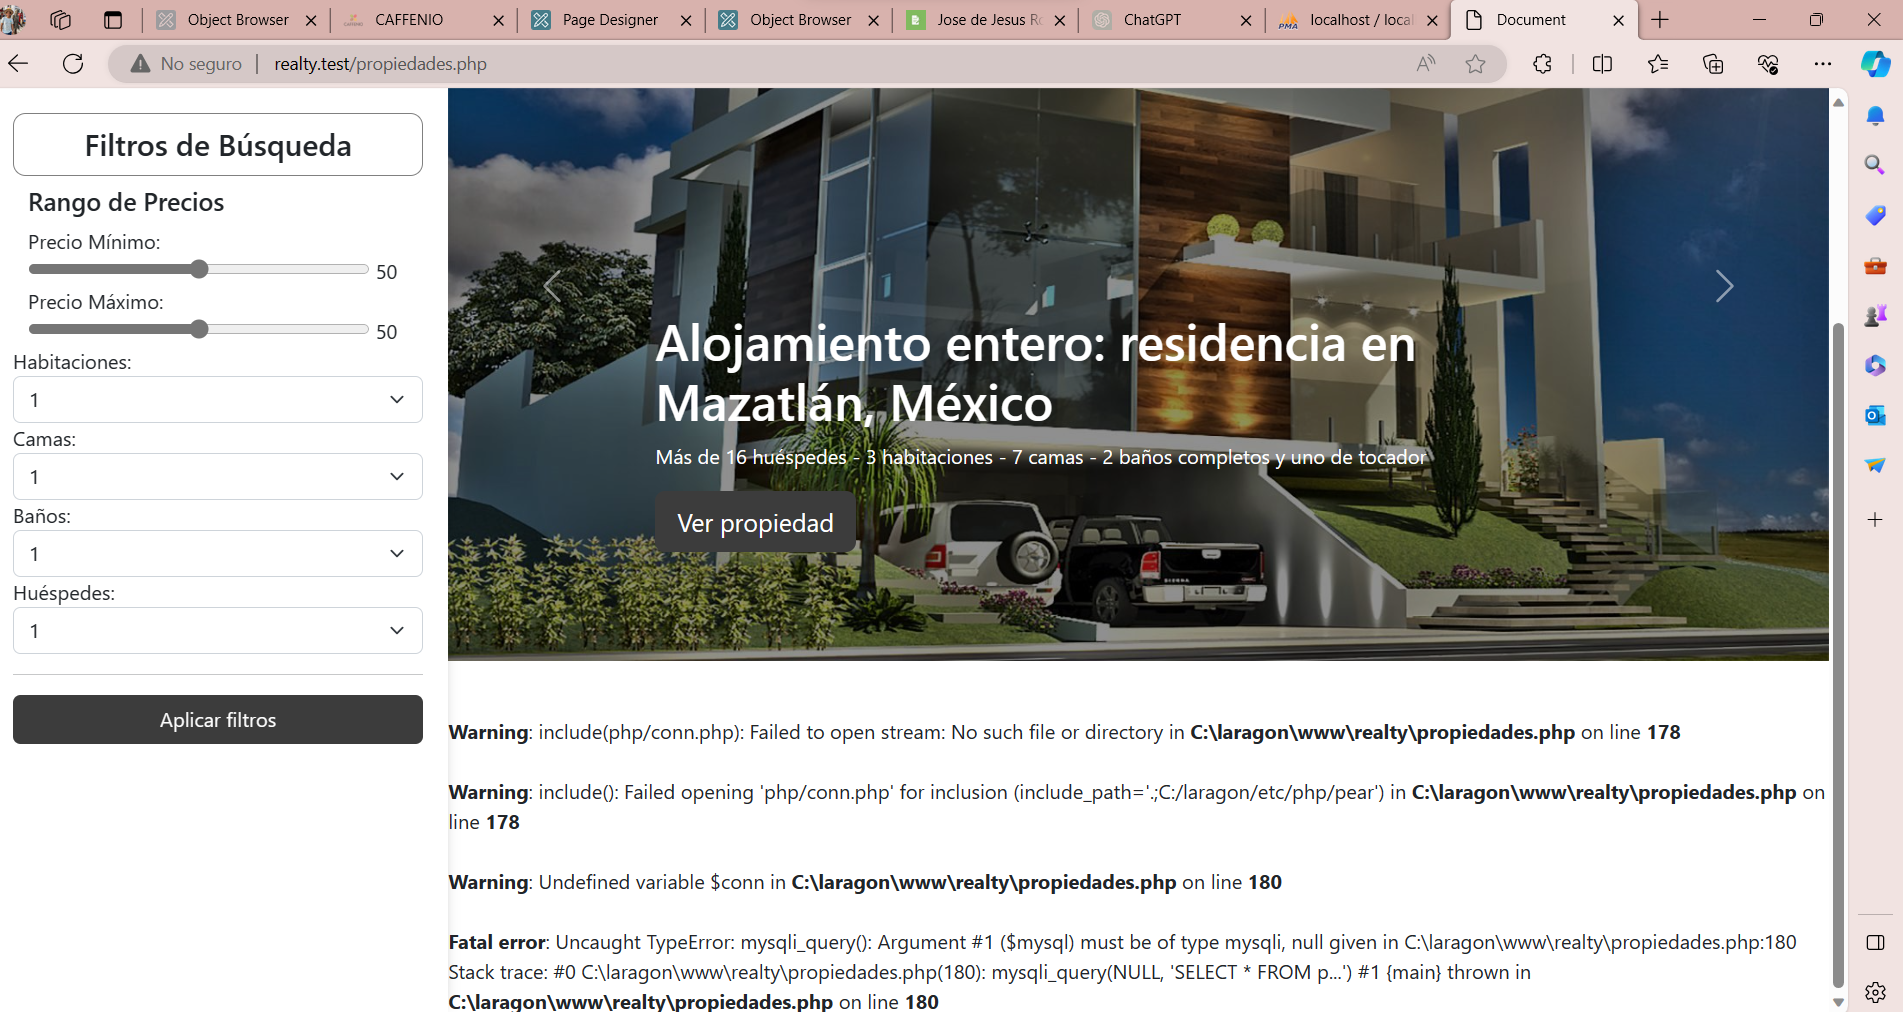 Object Browser
CAFFENIO
Page Designer
Object Browser
Jose de Jesus Ro
ChatGPT
PMA
localhost / local
Document
No seguro
realty.test/propiedades.php
Filtros de Búsqueda
Rango de Precios
Precio Mínimo:
50
Precio Máximo:
50
Habitaciones:
1
Camas:
1
Baños:
1
Huéspedes:
1
Aplicar filtros
Alojamiento entero: residencia en
Mazatlán, México
Más de 16 huéspedes - 3 habitaciones - 7 camas - 2 baños completos y uno de tocador
Ver propiedad
SIERRA
Warning: include(php/conn.php): Failed to open stream: No such file or directory in C:\laragon\www\realty\propiedades.php on line 178
Warning: include(): Failed opening 'php/conn.php' for inclusion (include_path='.;C:/laragon/etc/php/pear') in C:\laragon\www\realty\propiedades.php on
line 178
Warning: Undefined variable $conn in C:\laragon\www\realty\propiedades.php on line 180
Fatal error: Uncaught TypeError: mysqli_query(): Argument #1 ($mysql) must be of type mysqli, null given in C:\laragon\www\realty\propiedades.php:180
Stack trace: #0 C:\laragon\www\realty\propiedades.php(180): mysqli_query(NULL, 'SELECT * FROM p...') #1 {main} thrown in
C:\laragon\www\realty\propiedades.php on line 180